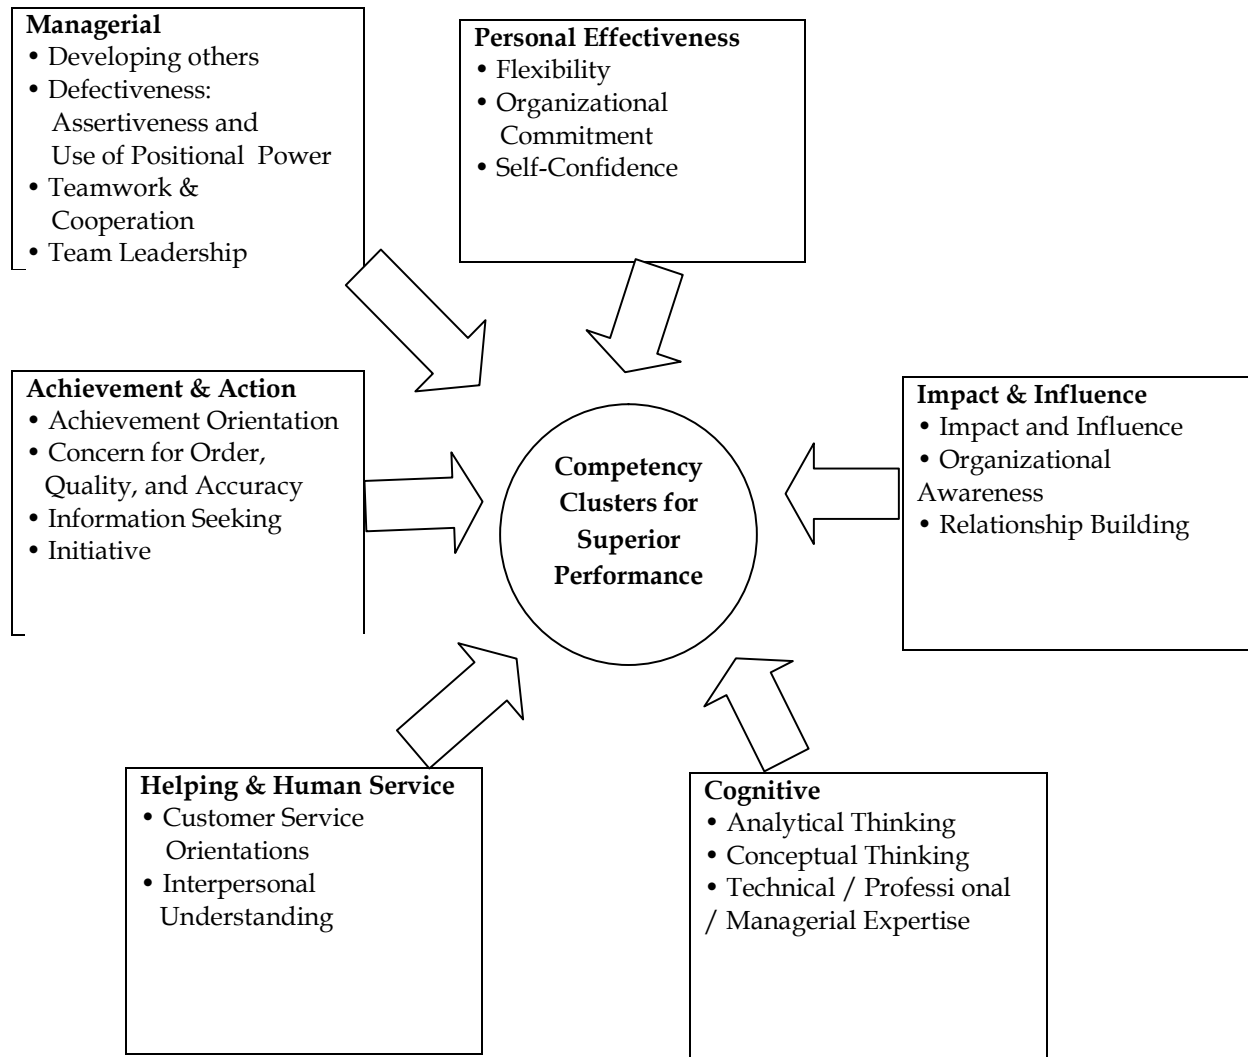 Managerial
• Developing others
• Defectiveness:
Assertiveness and
Use of Positional Power
• Teamwork &
Cooperation
• Team Leadership
Personal Effectiveness
• Flexibility
• Organizational
Commitment
• Self-Confidence
Achievement & Action
• Achievement Orientation
• Concern for Order,
Quality, and Accuracy
• Information Seeking
• Initiative
Competency
Clusters for
Superior
Performance
Impact & Influence
• Impact and Influence
• Organizational
Awareness
• Relationship Building
Helping & Human Service
• Customer Service
Orientations
• Interpersonal
Understanding
Cognitive
• Analytical Thinking
• Conceptual Thinking
• Technical / Professi onal
/ Managerial Expertise